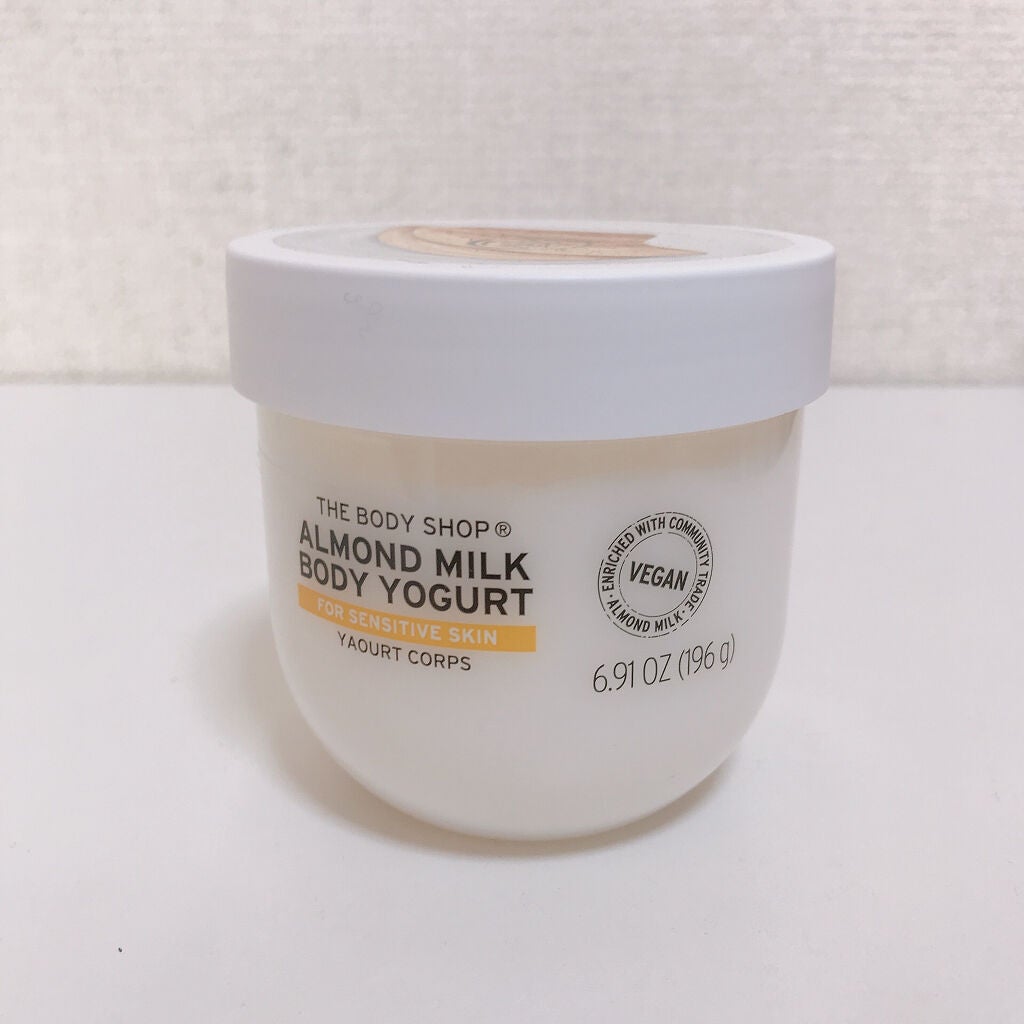 THE BODY SHOP®
ALMOND MILK
BODY YOGURT
FOR SENSITIVE SKIN
YAOURT CORPS
ENRICHED WITH COMMUNITY TRADE
VEGAN
· ALMOND MILK ·
6.91 OZ (196 g)